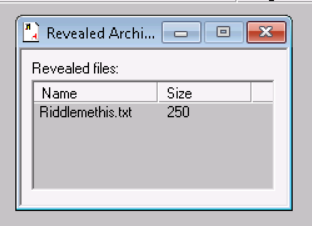 Revealed Archi...
Revealed files:
Name Size
Riddlemethis.txt 250